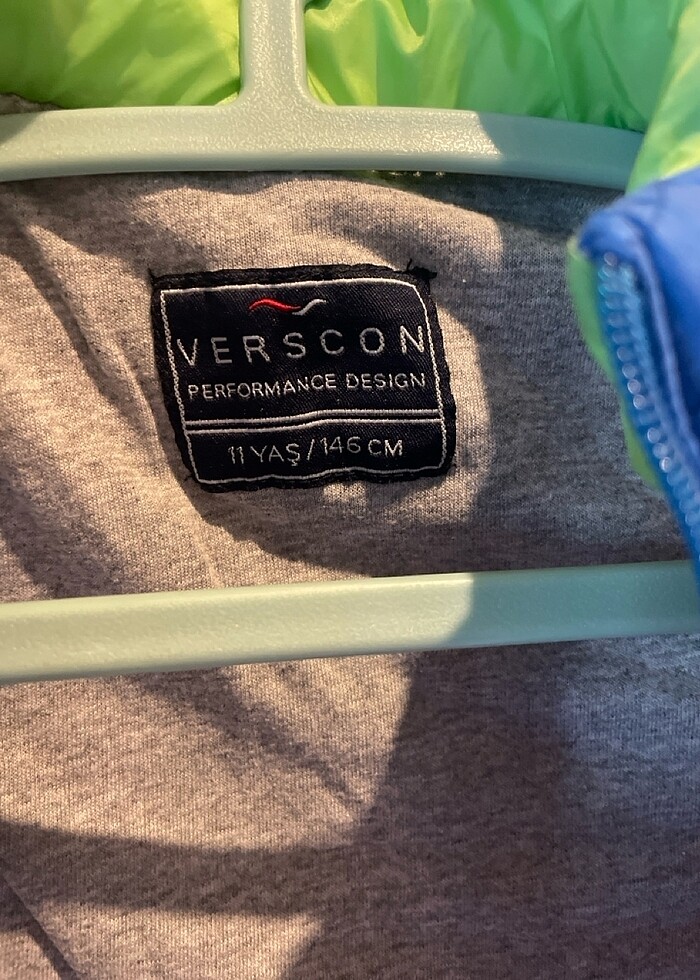 VERSCON
PERFORMANCE DESIGN
11 YAŞ/146 CM